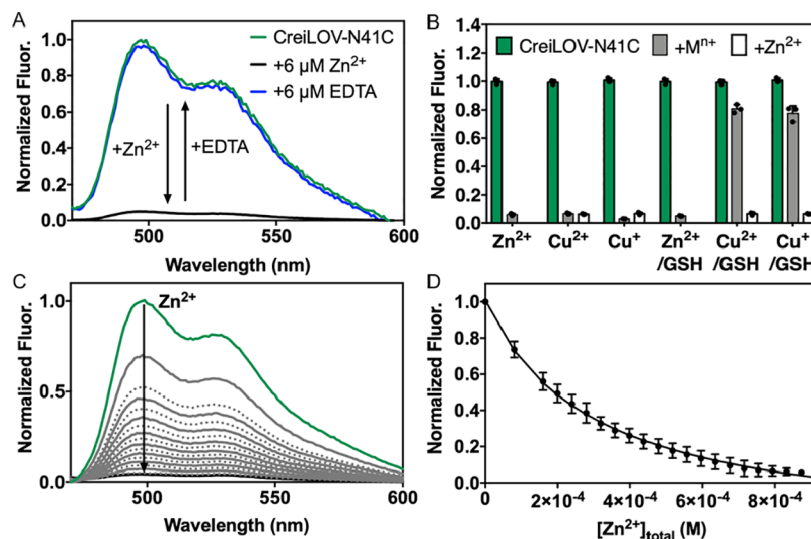 A
CreiLOV-N41C
+6 µM Zn²⁺
+6 µM EDTA
+Zn²⁺
+EDTA
Normalized Fluor.
1.0
0.8
0.6
0.4
0.2
0.0
500
550
600
Wavelength (nm)
B
CreiLOV-N41C
+Mⁿ⁺
+Zn²⁺
Normalized Fluor.
1.4
1.2
1.0
0.8
0.6
0.4
0.2
0.0
Zn²⁺
Cu²⁺
Cu⁺
Zn²⁺
/GSH
Cu²⁺
/GSH
Cu⁺
/GSH
C
Zn²⁺
Normalized Fluor.
1.0
0.5
0.0
500
550
600
Wavelength (nm)
D
Normalized Fluor.
1.0
0.8
0.6
0.4
0.2
0.0
0
2×10⁻⁴
4×10⁻⁴
6×10⁻⁴
8×10⁻⁴
[Zn²⁺]total (M)